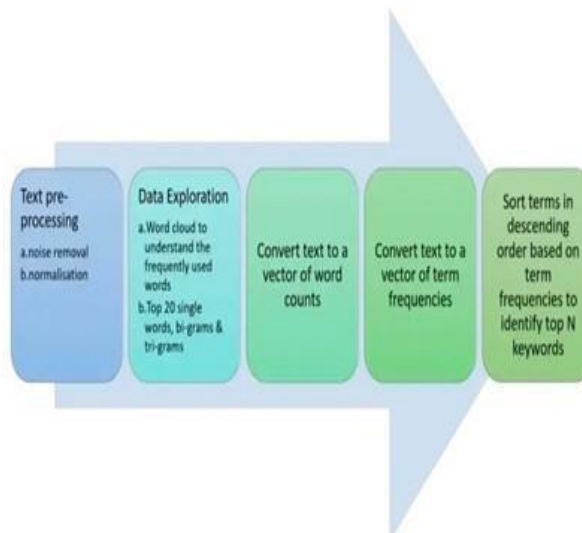 Text pre-
processing
a.noise removal
b.normalisation
Data Exploration
a.Word cloud to
understand the
frequently used
words
b.Top 20 single
words, bi-grams &
tri-grams
Convert text to a
vector of word
counts
Convert text to a
vector of term
frequencies
Sort terms in
descending
order based on
term
frequencies to
identify top N
keywords